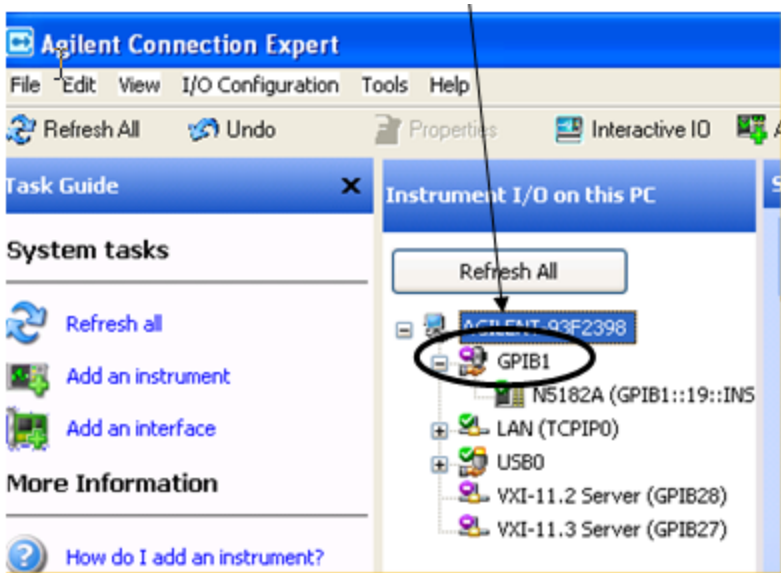 Agilent Connection Expert
File Edit View I/O Configuration Tools Help
Refresh All Undo Properties Interactive IO
Task Guide
Instrument I/O on this PC
System tasks
Refresh All
Refresh all
AGILENT-93F2398
GPIB1
Add an instrument
N5182A (GPIB1::19::INS
Add an interface
LAN (TCPIP0)
USB0
More Information
VXI-11.2 Server (GPIB28)
VXI-11.3 Server (GPIB27)
How do I add an instrument?